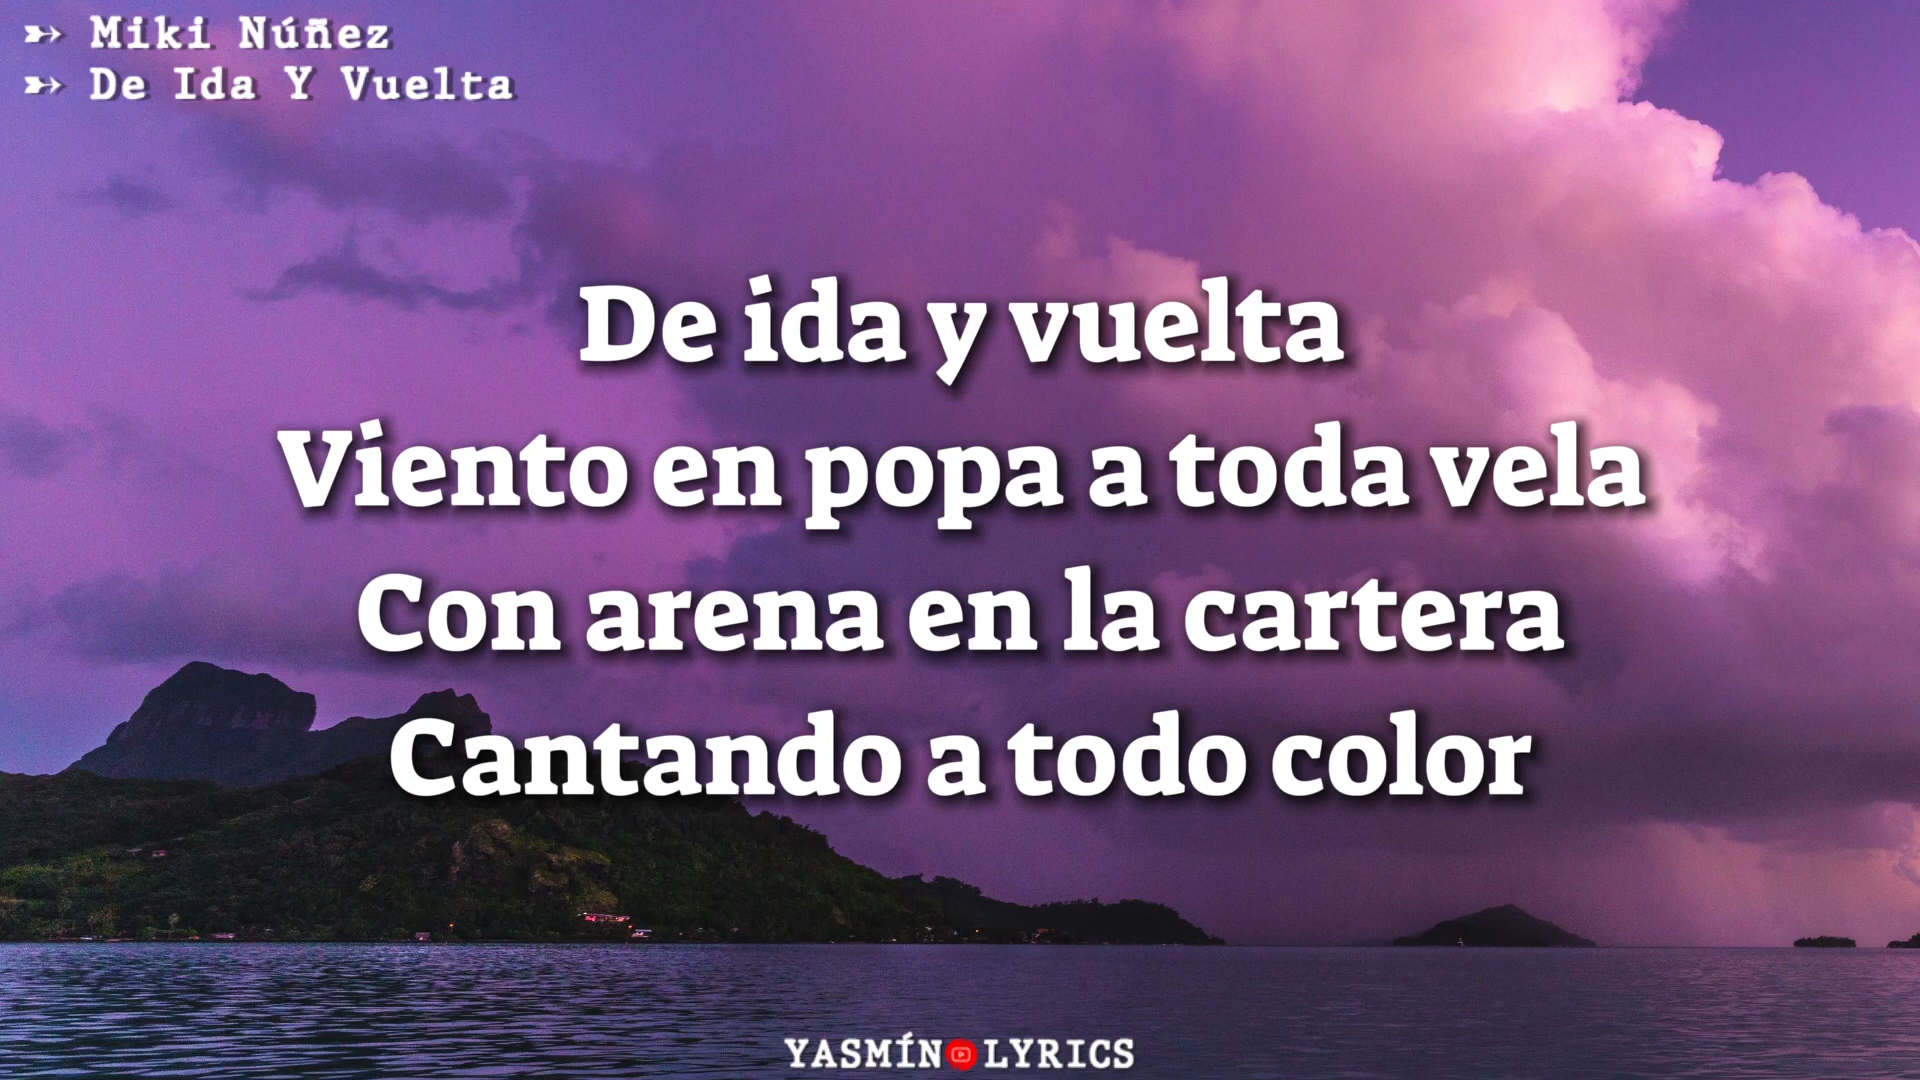 Miki Núñez
De Ida Y Vuelta
De ida y vuelta
Viento en popa a toda vela
Con arena en la cartera
Cantando a todo color
YASMÍN LYRICS